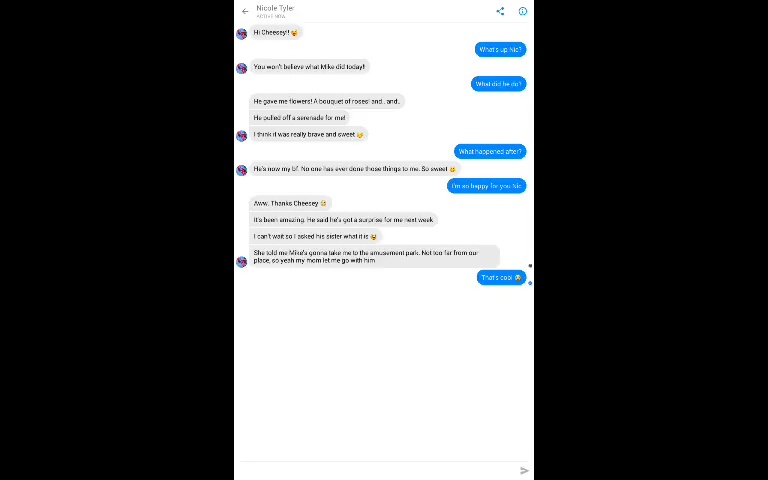 Nicole Tyler
ACTIVE NOW
Hi Cheesey!!
What's up Nic?
You won't believe what Mike did today!!
What did he do?
He gave me flowers! A bouquet of roses! and.. and..
He pulled off a serenade for me!
I think it was really brave and sweet
What happened after?
He's now my bf. No one has ever done those things to me. So sweet
I'm so happy for you Nic
Aww. Thanks Cheesey
It's been amazing. He said he's got a surprise for me next week
I can't wait so I asked his sister what it is
She told me Mike's gonna take me to the amusement park. Not too far from our
place, so yeah my mom let me go with him
That's cool